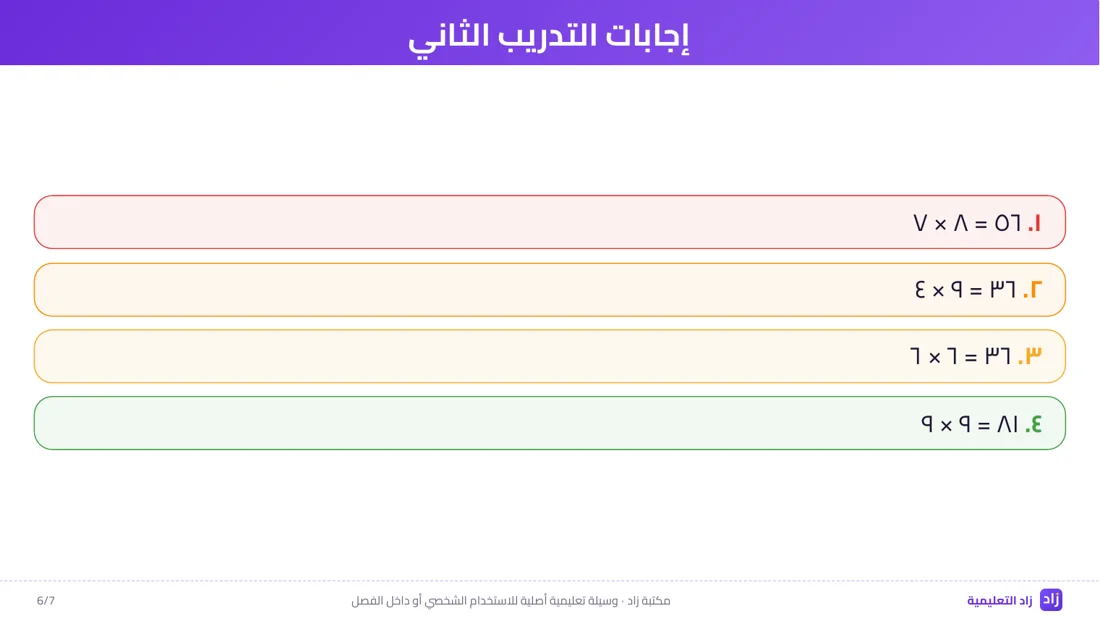 إجابات التدريب الثاني
١. ٧ × ٨ = ٥٦
٢. ٤ × ٩ = ٣٦
٣. ٦ × ٦ = ٣٦
٤. ٩ × ٩ = ٨١
زاد زاد التعليمية
مكتبة زاد · وسيلة تعليمية أصلية للاستخدام الشخصي أو داخل الفصل
6/7